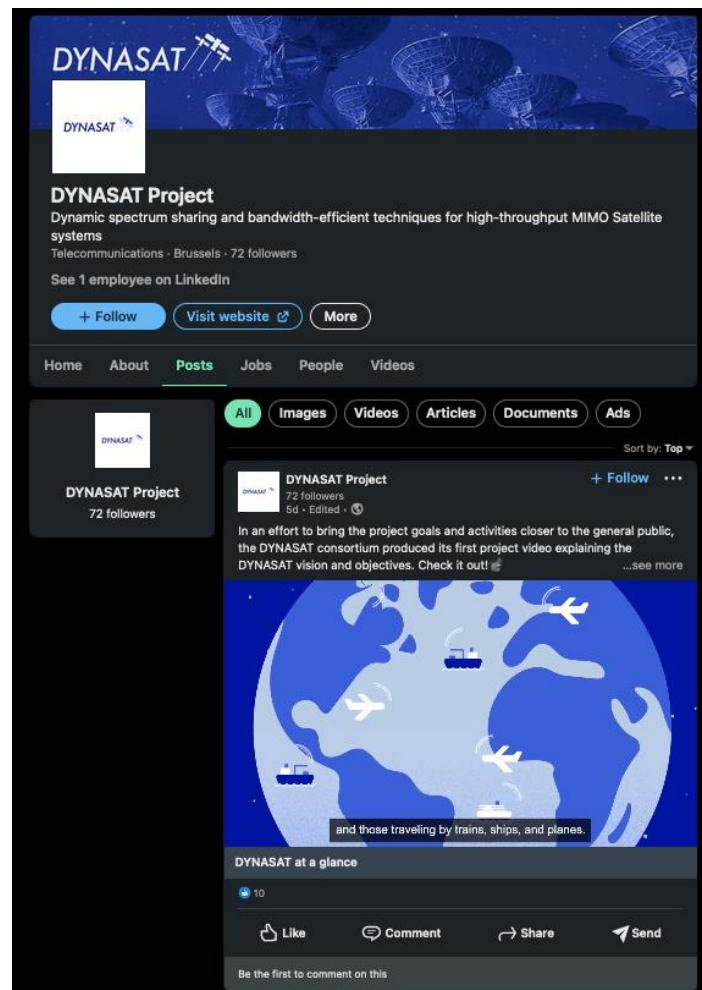 DYNASAT
DYNASAT
DYNASAT Project
Dynamic spectrum sharing and bandwidth-efficient techniques for high-throughput MIMO Satellite
systems
Telecommunications · Brussels · 72 followers
See 1 employee on LinkedIn
+ Follow Visit website More
Home About Posts Jobs People Videos
All Images Videos Articles Documents Ads
Sort by: Top
DYNASAT
DYNASAT Project
72 followers
DYNASAT
DYNASAT Project
+ Follow
72 followers
5d · Edited ·
In an effort to bring the project goals and activities closer to the general public,
the DYNASAT consortium produced its first project video explaining the
DYNASAT vision and objectives. Check it out! ...see more
and those traveling by trains, ships, and planes.
DYNASAT at a glance
10
Like Comment Share Send
Be the first to comment on this